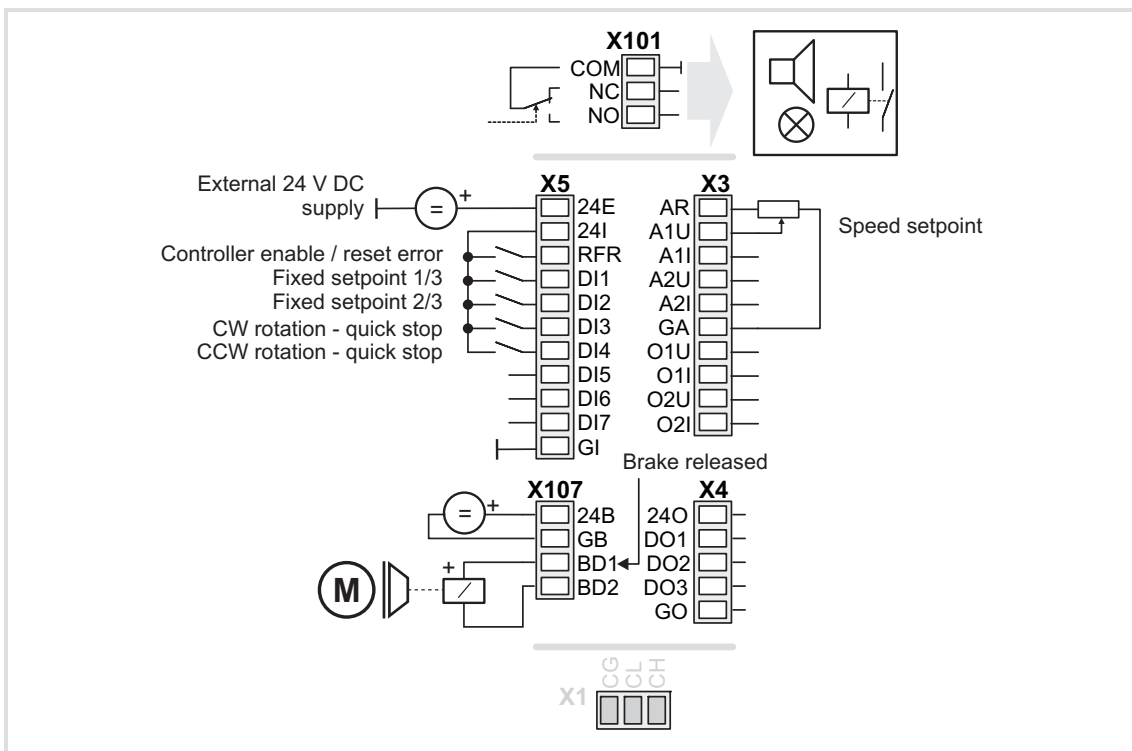 X101
COM
NC
NO
External 24 V DC
supply
=
+
X5
24E
24I
RFR
DI1
DI2
DI3
DI4
DI5
DI6
DI7
GI
Controller enable / reset error
Fixed setpoint 1/3
Fixed setpoint 2/3
CW rotation - quick stop
CCW rotation - quick stop
X3
AR
A1U
A1I
A2U
A2I
GA
O1U
O1I
O2U
O2I
Speed setpoint
Brake released
X107
=
+
24B
GB
BD1
BD2
M
+
X4
24O
DO1
DO2
DO3
GO
X1
CG
CL
CH